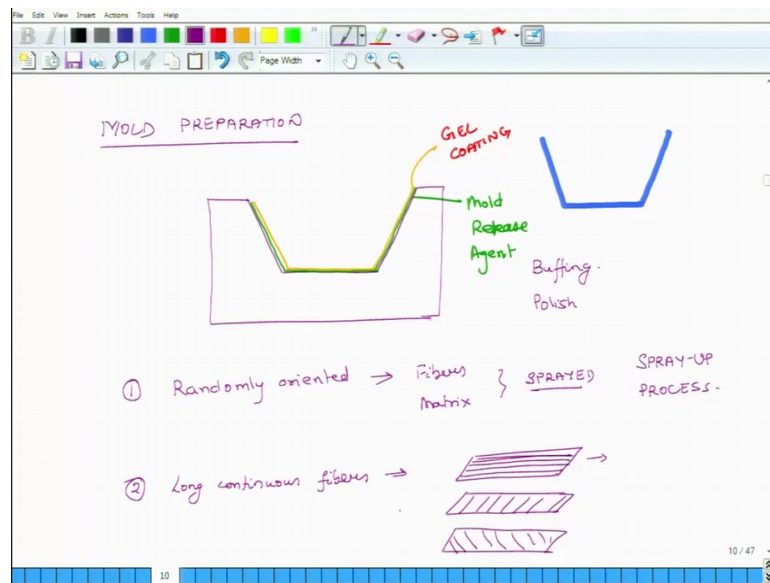 File Edit View Insert Actions Tools Help
B I
Page Width
MOLD PREPARATION
GEL
COATING
Mold
Release
Agent
Buffing.
Polish
① Randomly oriented → Fibers
Matrix
} SPRAYED
SPRAY-UP
PROCESS.
② Long continuous fibers →
10 / 47
10